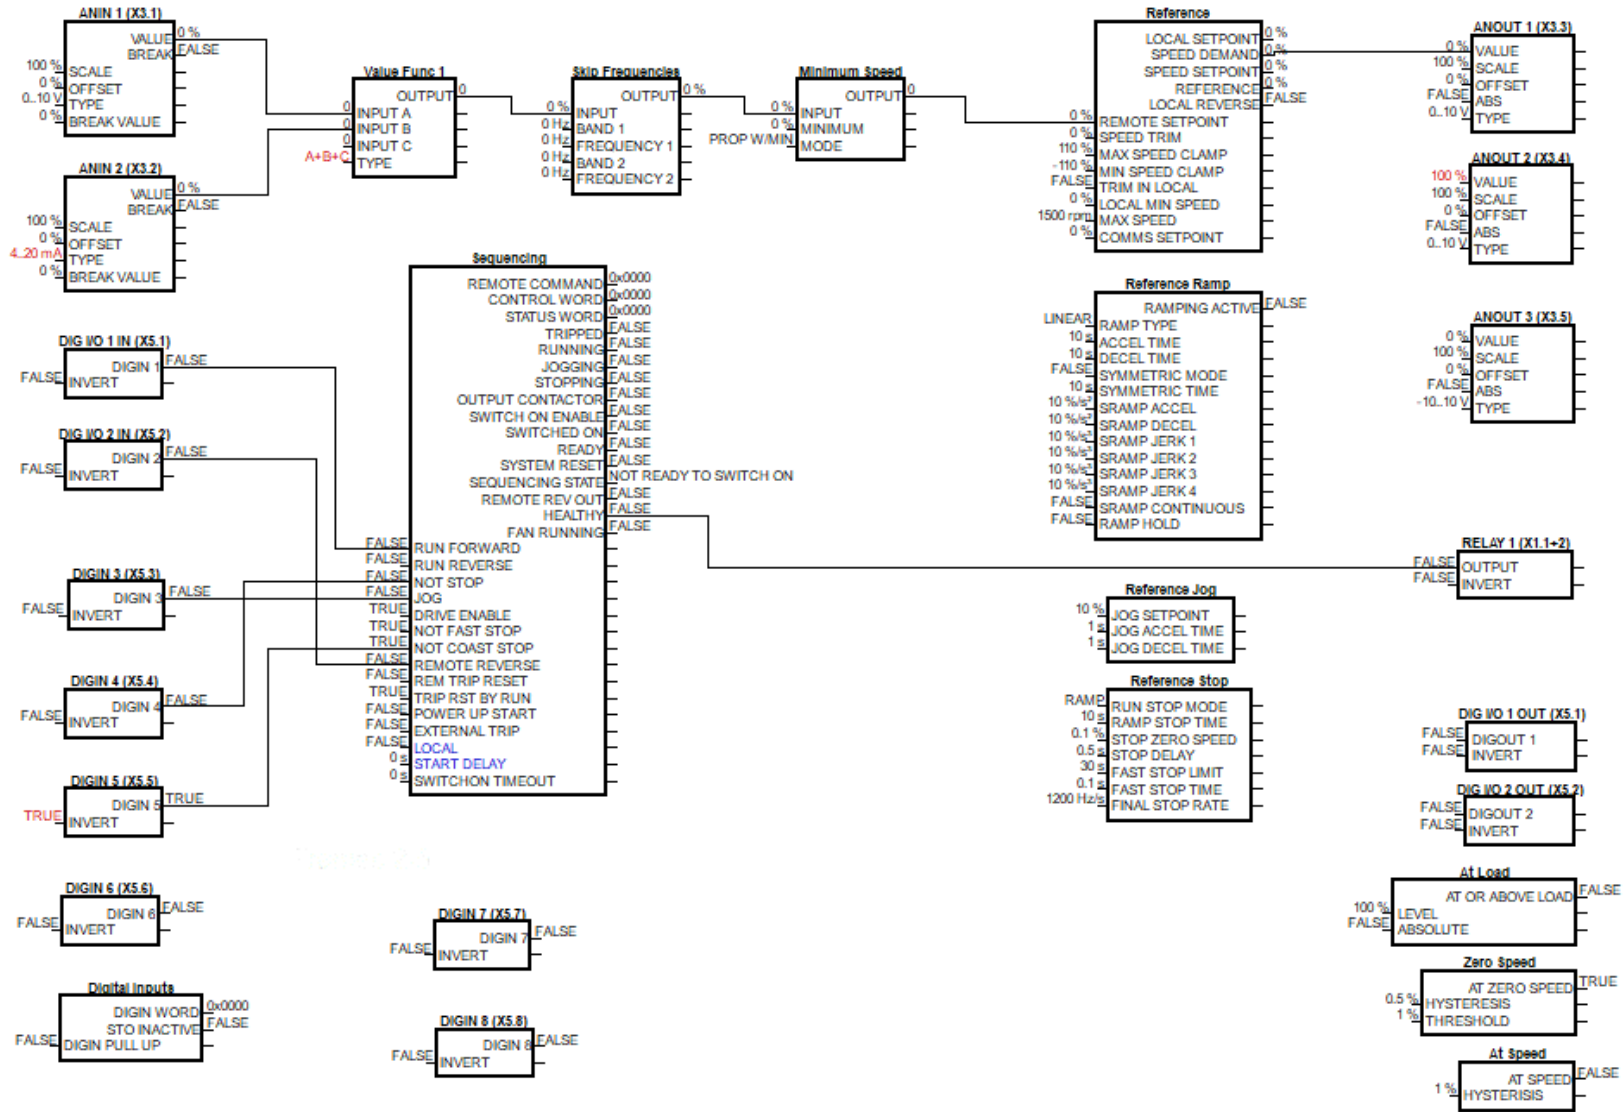 ANIN 1 (X3.1)
VALUE 0 %
BREAK FALSE
100 % SCALE
0 % OFFSET
0..10 V TYPE
0 % BREAK VALUE
ANIN 2 (X3.2)
VALUE 0 %
BREAK FALSE
100 % SCALE
0 % OFFSET
4..20 mA TYPE
0 % BREAK VALUE
Value Func 1
OUTPUT 0
0 INPUT A
0 INPUT B
0 INPUT C
A+B+C TYPE
Skip Frequencies
OUTPUT 0 %
0 % INPUT
0 Hz BAND 1
0 Hz FREQUENCY 1
0 Hz BAND 2
0 Hz FREQUENCY 2
Minimum Speed
OUTPUT 0
0 % INPUT
0 % MINIMUM
PROP W/MIN MODE
Reference
LOCAL SETPOINT 0 %
SPEED DEMAND 0 %
SPEED SETPOINT 0 %
REFERENCE 0 %
LOCAL REVERSE FALSE
0 % REMOTE SETPOINT
0 % SPEED TRIM
110 % MAX SPEED CLAMP
-110 % MIN SPEED CLAMP
FALSE TRIM IN LOCAL
0 % LOCAL MIN SPEED
1500 rpm MAX SPEED
0 % COMMS SETPOINT
ANOUT 1 (X3.3)
0 % VALUE
100 % SCALE
0 % OFFSET
FALSE ABS
0..10 V TYPE
ANOUT 2 (X3.4)
100 % VALUE
100 % SCALE
0 % OFFSET
FALSE ABS
0..10 V TYPE
ANOUT 3 (X3.5)
0 % VALUE
100 % SCALE
0 % OFFSET
FALSE ABS
-10..10 V TYPE
DIG I/O 1 IN (X5.1)
DIGIN 1 FALSE
FALSE INVERT
DIG I/O 2 IN (X5.2)
DIGIN 2 FALSE
FALSE INVERT
DIGIN 3 (X5.3)
DIGIN 3 FALSE
FALSE INVERT
DIGIN 4 (X5.4)
DIGIN 4 FALSE
FALSE INVERT
DIGIN 5 (X5.5)
DIGIN 5 TRUE
TRUE INVERT
DIGIN 6 (X5.6)
DIGIN 6 FALSE
FALSE INVERT
Digital Inputs
DIGIN WORD 0x0000
STO INACTIVE FALSE
FALSE DIGIN PULL UP
Sequencing
REMOTE COMMAND 0x0000
CONTROL WORD 0x0000
STATUS WORD 0x0000
TRIPPED FALSE
RUNNING FALSE
JOGGING FALSE
STOPPING FALSE
OUTPUT CONTACTOR FALSE
SWITCH ON ENABLE FALSE
SWITCHED ON FALSE
READY FALSE
SYSTEM RESET FALSE
SEQUENCING STATE NOT READY TO SWITCH ON
REMOTE REV OUT FALSE
HEALTHY FALSE
FAN RUNNING FALSE
FALSE RUN FORWARD
FALSE RUN REVERSE
FALSE NOT STOP
FALSE JOG
TRUE DRIVE ENABLE
TRUE NOT FAST STOP
TRUE NOT COAST STOP
FALSE REMOTE REVERSE
FALSE REM TRIP RESET
TRUE TRIP RST BY RUN
FALSE POWER UP START
FALSE EXTERNAL TRIP
FALSE LOCAL
0 s START DELAY
0 s SWITCHON TIMEOUT
DIGIN 7 (X5.7)
DIGIN 7 FALSE
FALSE INVERT
DIGIN 8 (X5.8)
DIGIN 8 FALSE
FALSE INVERT
Reference Ramp
RAMPING ACTIVE FALSE
LINEAR RAMP TYPE
10 s ACCEL TIME
10 s DECEL TIME
FALSE SYMMETRIC MODE
10 s SYMMETRIC TIME
10 %/s² SRAMP ACCEL
10 %/s² SRAMP DECEL
10 %/s³ SRAMP JERK 1
10 %/s³ SRAMP JERK 2
10 %/s³ SRAMP JERK 3
10 %/s³ SRAMP JERK 4
FALSE SRAMP CONTINUOUS
FALSE RAMP HOLD
RELAY 1 (X1.1+2)
FALSE OUTPUT
FALSE INVERT
Reference Jog
10 % JOG SETPOINT
1 s JOG ACCEL TIME
1 s JOG DECEL TIME
Reference Stop
RAMP RUN STOP MODE
10 s RAMP STOP TIME
0.1 % STOP ZERO SPEED
0.5 s STOP DELAY
30 s FAST STOP LIMIT
0.1 s FAST STOP TIME
1200 Hz/s FINAL STOP RATE
DIG I/O 1 OUT (X5.1)
FALSE DIGOUT 1
FALSE INVERT
DIG I/O 2 OUT (X5.2)
FALSE DIGOUT 2
FALSE INVERT
At Load
AT OR ABOVE LOAD FALSE
100 % LEVEL
FALSE ABSOLUTE
Zero Speed
AT ZERO SPEED TRUE
0.5 % HYSTERESIS
1 % THRESHOLD
At Speed
AT SPEED FALSE
1 % HYSTERISIS